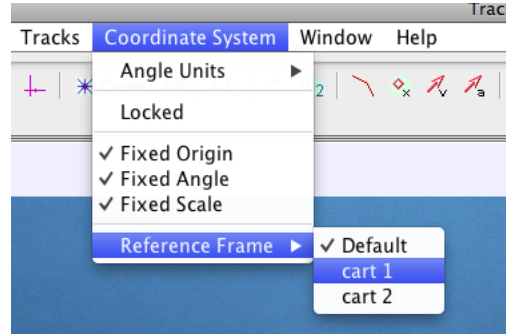 Trac
Tracks Coordinate System Window Help
Angle Units
2 v x a
Locked
Fixed Origin
Fixed Angle
Fixed Scale
Reference Frame
Default
cart 1
cart 2